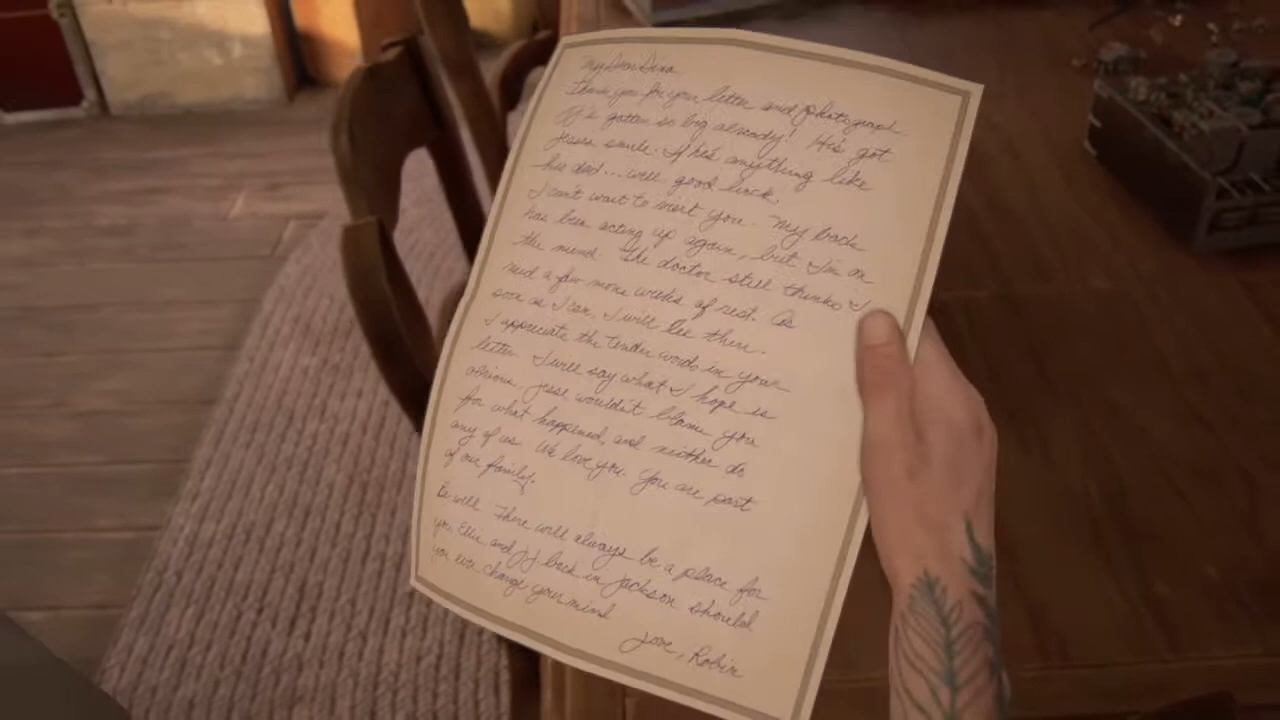 My Dear Dina
Thank you for your letter and photograph.
JJ's gotten so big already! He's got
Jesse's smile. If he's anything like
his dad... well good luck.
I can't wait to visit you. My back
has been acting up again, but I'm on
the mend. The doctor still thinks I
need a few more weeks of rest. As
soon as I can, I will be there.
I appreciate the tender words in your
letter. I will say what I hope is
obvious. Jesse wouldn't blame you
for what happened, and neither do
any of us. We love you. You are part
of our family.
Be well. There will always be a place for
you, Ellie and JJ back in Jackson should
you ever change your mind
Love, Robin